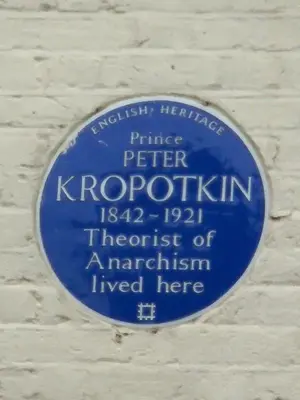 ENGLISH HERITAGE
Prince
PETER
KROPOTKIN
1842-1921
Theorist of
Anarchism
lived here